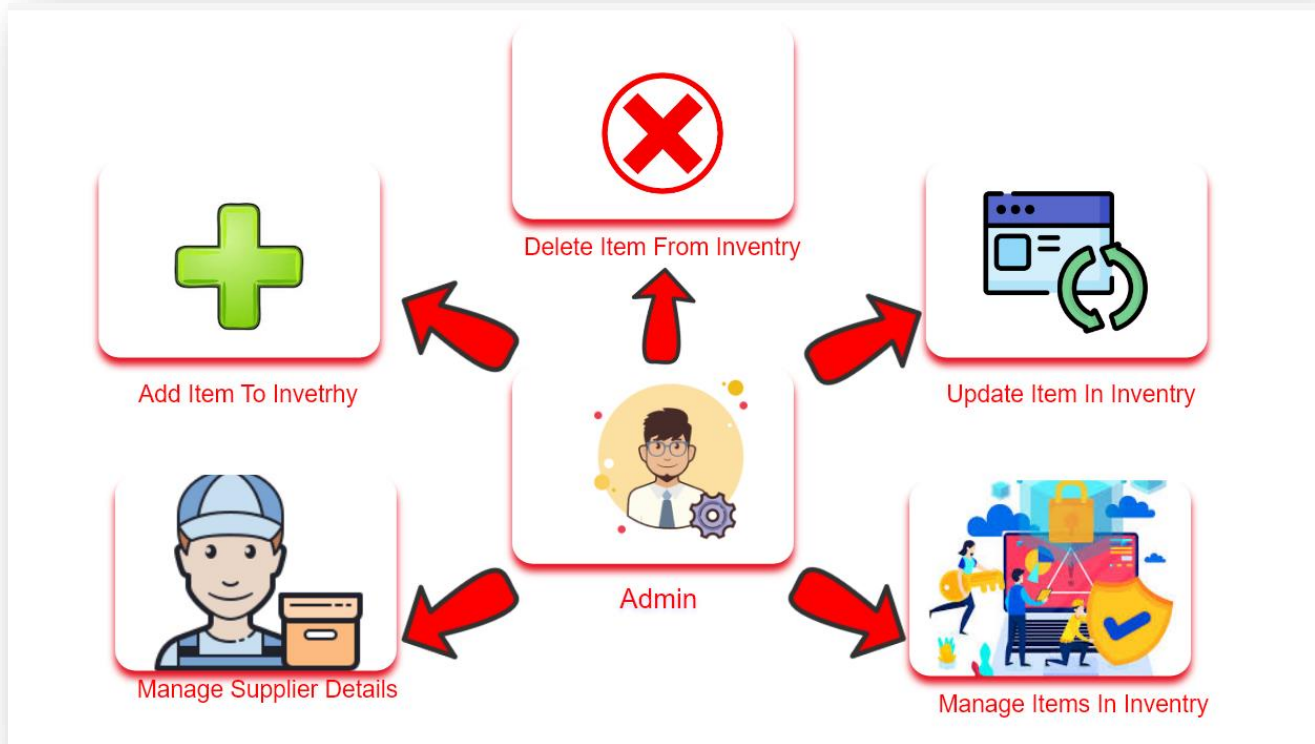 Delete Item From Inventry
Add Item To Invetrhy
Update Item In Inventry
Admin
Manage Supplier Details
Manage Items In Inventry